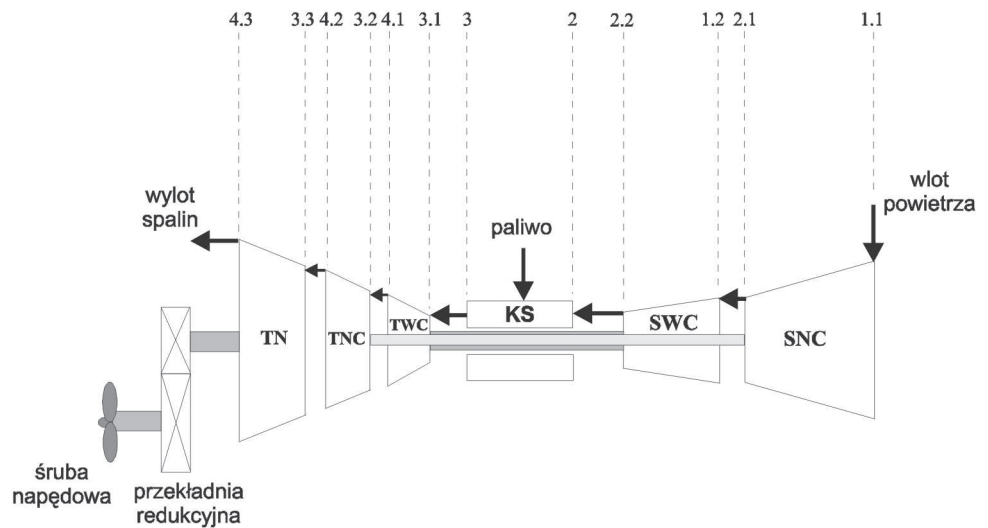 4.3 3.3 4.2 3.2 4.1 3.1 3 2 2.2 1.2 2.1 1.1
wylot
spalin
paliwo
wlot
powietrza
TN
TNC
TWC
KS
SWC
SNC
śruba
napędowa
przekładnia
redukcyjna